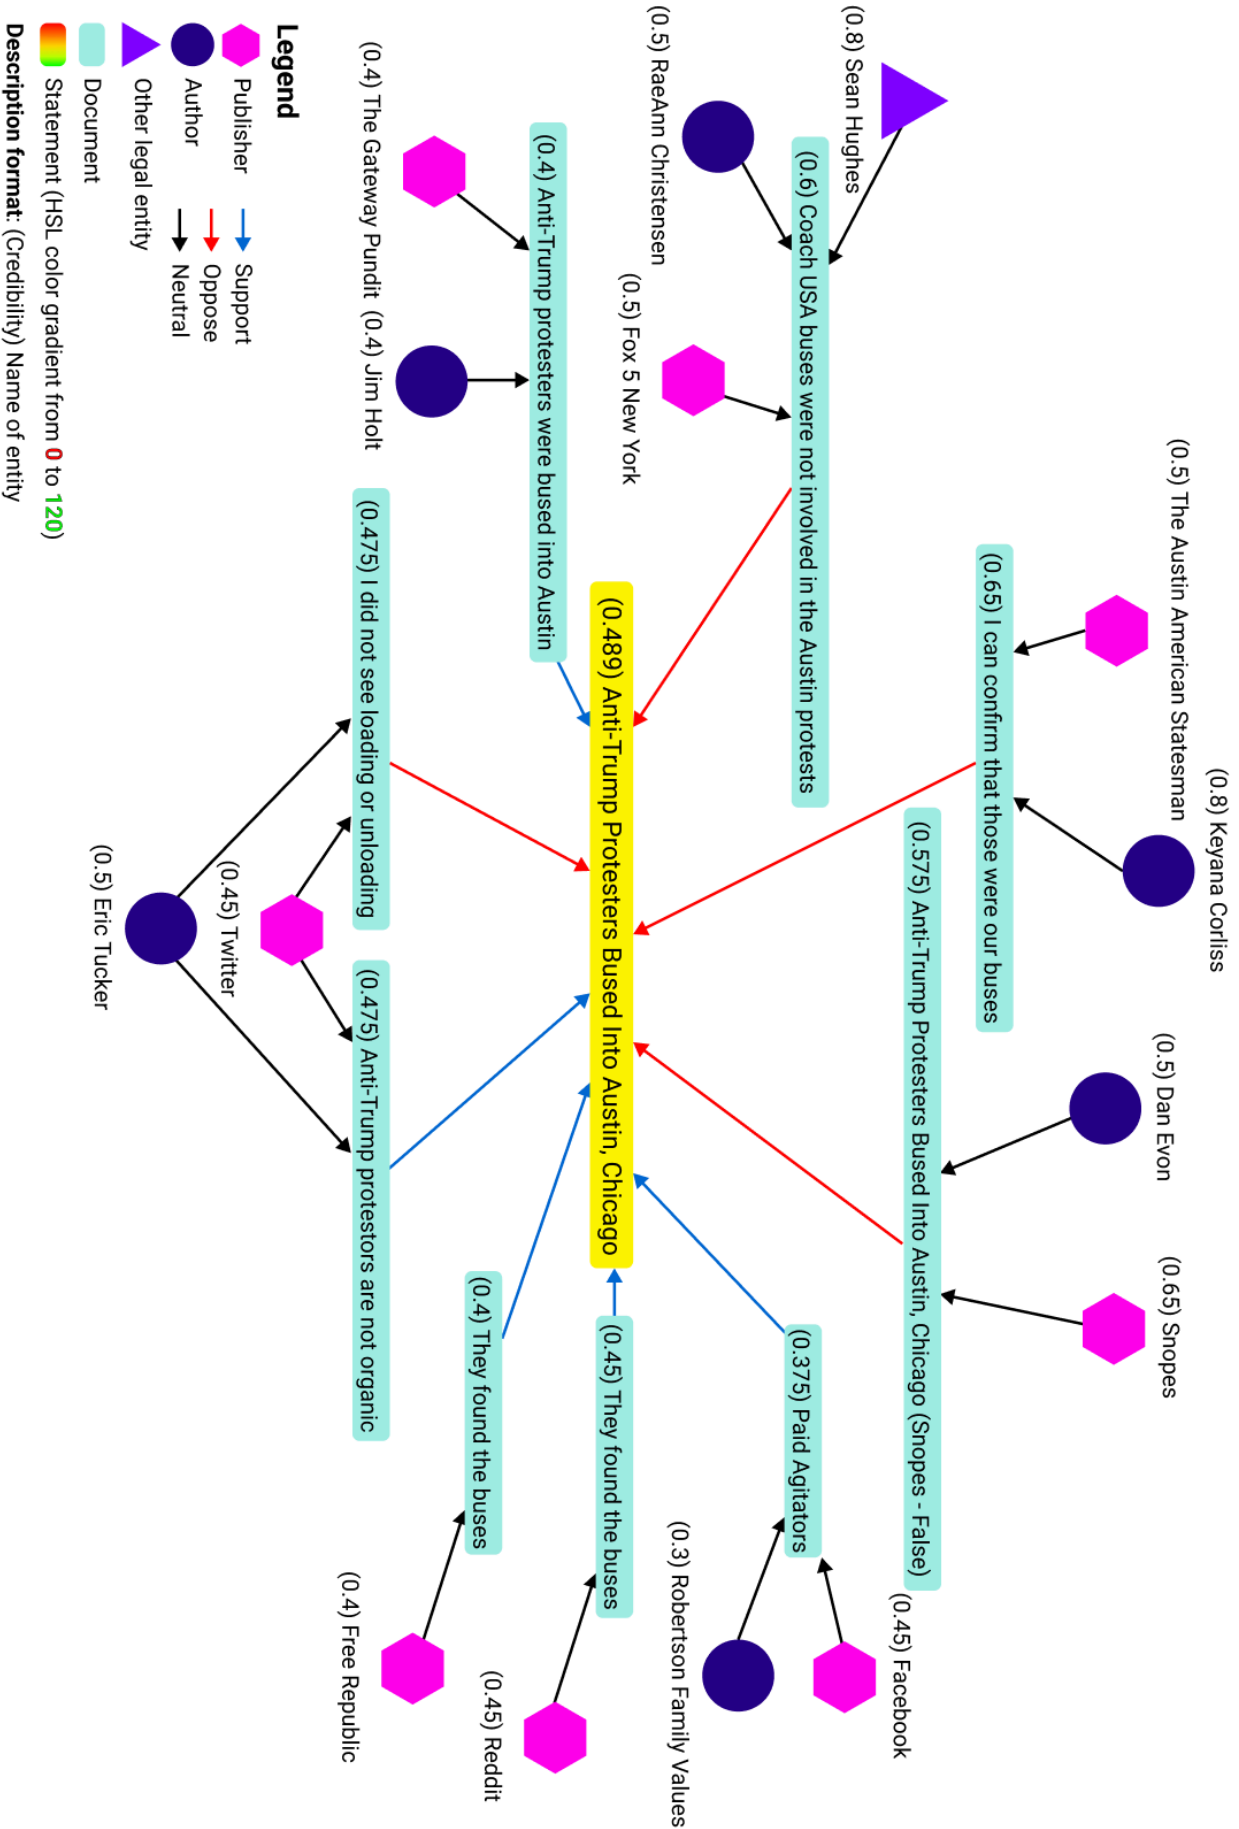 (0.8) Keyana Corliss
(0.5) The Austin American Statesman
(0.5) Dan Evon
(0.65) Snopes
(0.65) I can confirm that those were our buses
(0.575) Anti-Trump Protesters Bused Into Austin, Chicago (Snopes - False)
(0.8) Sean Hughes
(0.45) Facebook
(0.6) Coach USA buses were not involved in the Austin protests
(0.375) Paid Agitators
(0.5) RaeAnn Christensen
(0.3) Robertson Family Values
(0.5) Fox 5 New York
(0.489) Anti-Trump Protesters Bused Into Austin, Chicago
(0.45) They found the buses
(0.4) Anti-Trump protesters were bused into Austin
(0.4) They found the buses
(0.45) Reddit
(0.4) The Gateway Pundit
(0.4) Jim Holt
(0.475) I did not see loading or unloading
(0.475) Anti-Trump protestors are not organic
(0.4) Free Republic
(0.45) Twitter
(0.5) Eric Tucker
Legend
Publisher
Support
Author
Oppose
Other legal entity
Neutral
Document
Statement (HSL color gradient from 0 to 120)
Description format: (Credibility) Name of entity